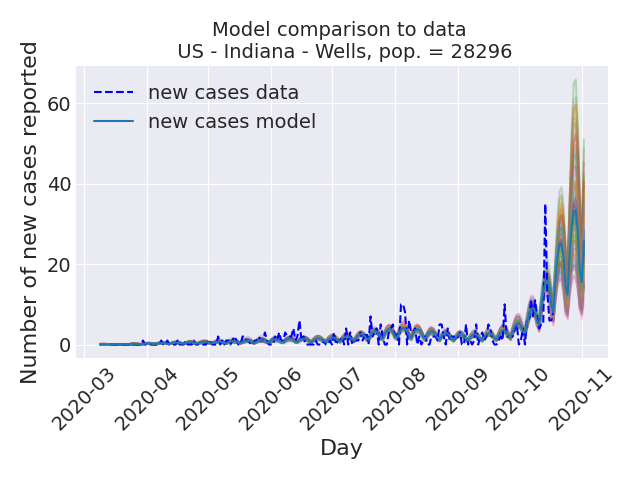 Model comparison to data
US - Indiana - Wells, pop. = 28296
Number of new cases reported
60
40
20
0
new cases data
new cases model
2020-03
2020-04
2020-05
2020-06
2020-07
2020-08
2020-09
2020-10
2020-11
Day